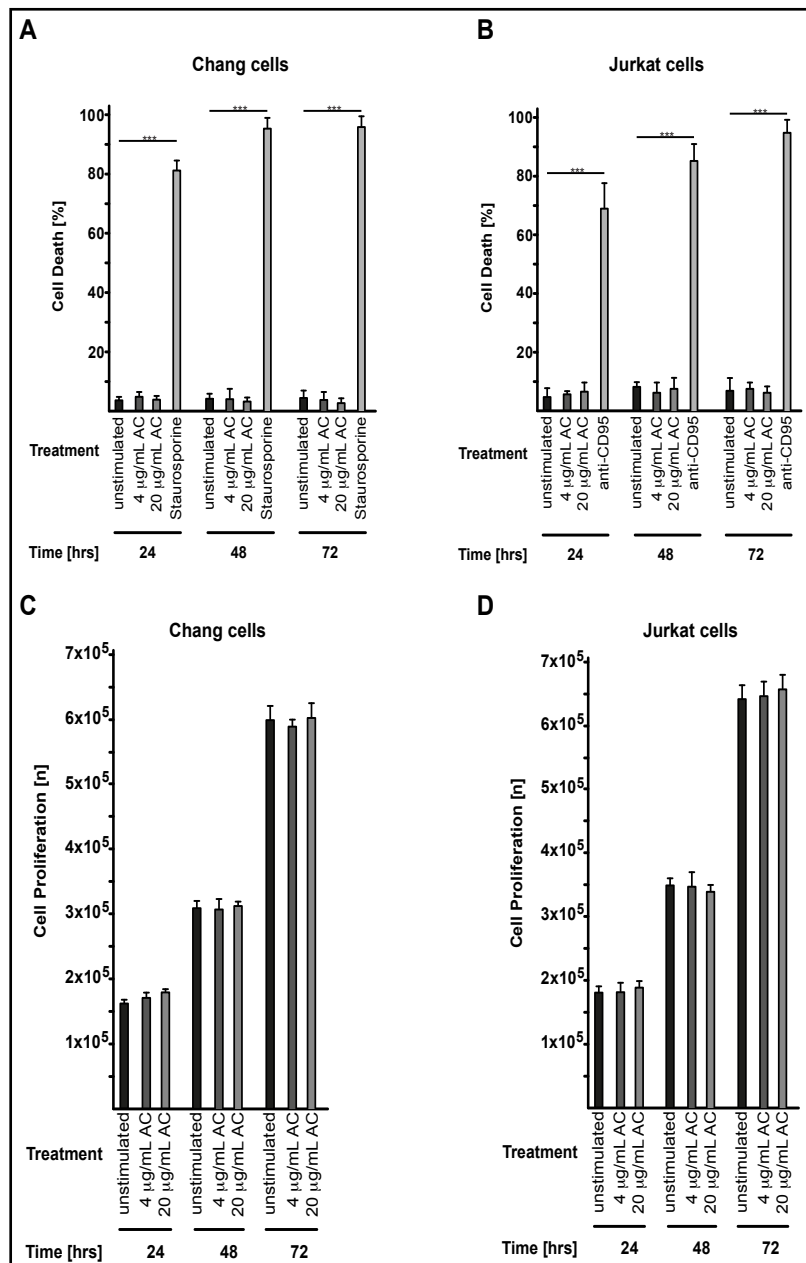 A
Chang cells
Cell Death [%]
100
80
60
40
20
***
***
***
Treatment
unstimulated
4 µg/mL AC
20 µg/mL AC
Staurosporine
unstimulated
4 µg/mL AC
20 µg/mL AC
Staurosporine
unstimulated
4 µg/mL AC
20 µg/mL AC
Staurosporine
Time [hrs] 24 48 72
B
Jurkat cells
Cell Death [%]
100
80
60
40
20
***
***
***
Treatment
unstimulated
4 µg/mL AC
20 µg/mL AC
anti-CD95
unstimulated
4 µg/mL AC
20 µg/mL AC
anti-CD95
unstimulated
4 µg/mL AC
20 µg/mL AC
anti-CD95
Time [hrs] 24 48 72
C
Chang cells
Cell Proliferation [n]
7x10⁵
6x10⁵
5x10⁵
4x10⁵
3x10⁵
2x10⁵
1x10⁵
Treatment
unstimulated
4 µg/mL AC
20 µg/mL AC
unstimulated
4 µg/mL AC
20 µg/mL AC
unstimulated
4 µg/mL AC
20 µg/mL AC
Time [hrs] 24 48 72
D
Jurkat cells
Cell Proliferation [n]
7x10⁵
6x10⁵
5x10⁵
4x10⁵
3x10⁵
2x10⁵
1x10⁵
Treatment
unstimulated
4 µg/mL AC
20 µg/mL AC
unstimulated
4 µg/mL AC
20 µg/mL AC
unstimulated
4 µg/mL AC
20 µg/mL AC
Time [hrs] 24 48 72